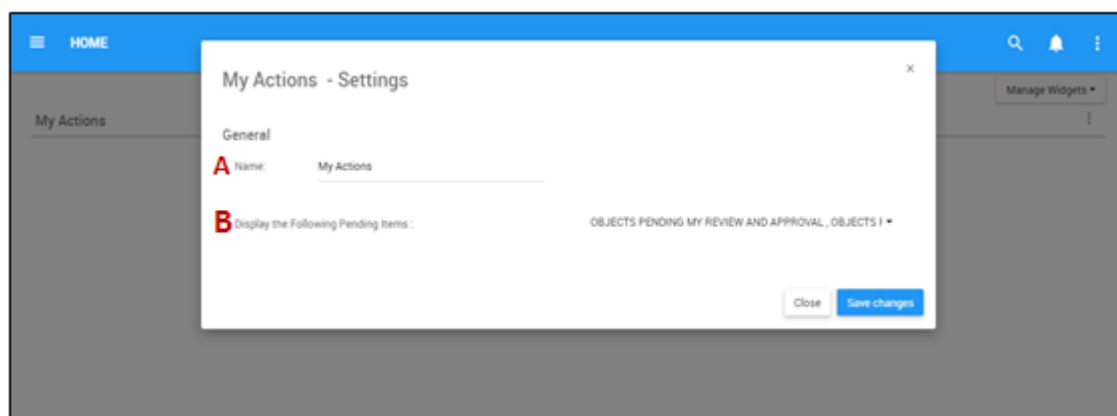 HOME
Manage Widgets
My Actions
My Actions - Settings
×
General
A Name: My Actions
B Display the Following Pending Items : OBJECTS PENDING MY REVIEW AND APPROVAL , OBJECTS
Close Save changes